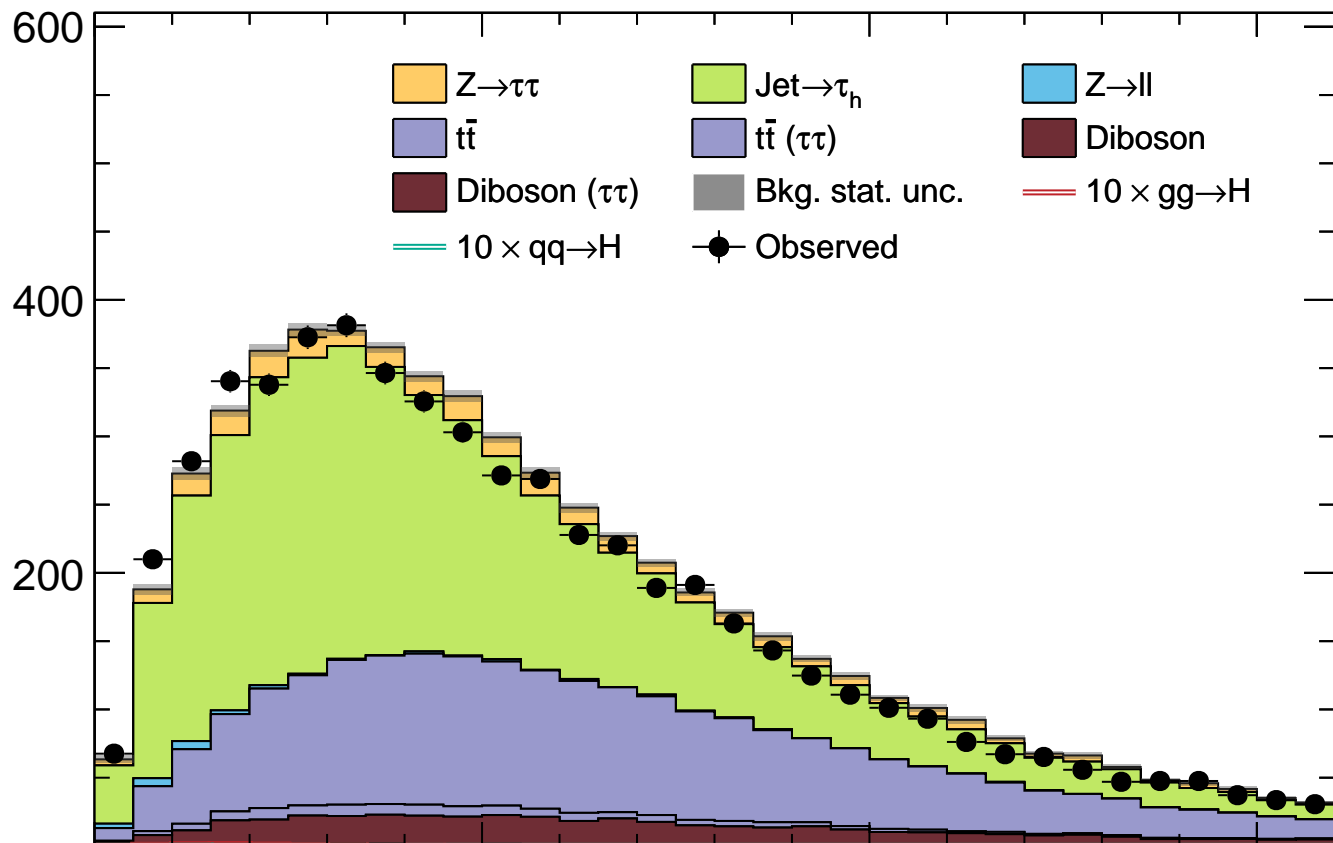 600
Z→ττ Jet→τh Z→ll
tt̄ tt̄ (ττ) Diboson
Diboson (ττ) Bkg. stat. unc. 10 × gg→H
10 × qq→H Observed
400
200